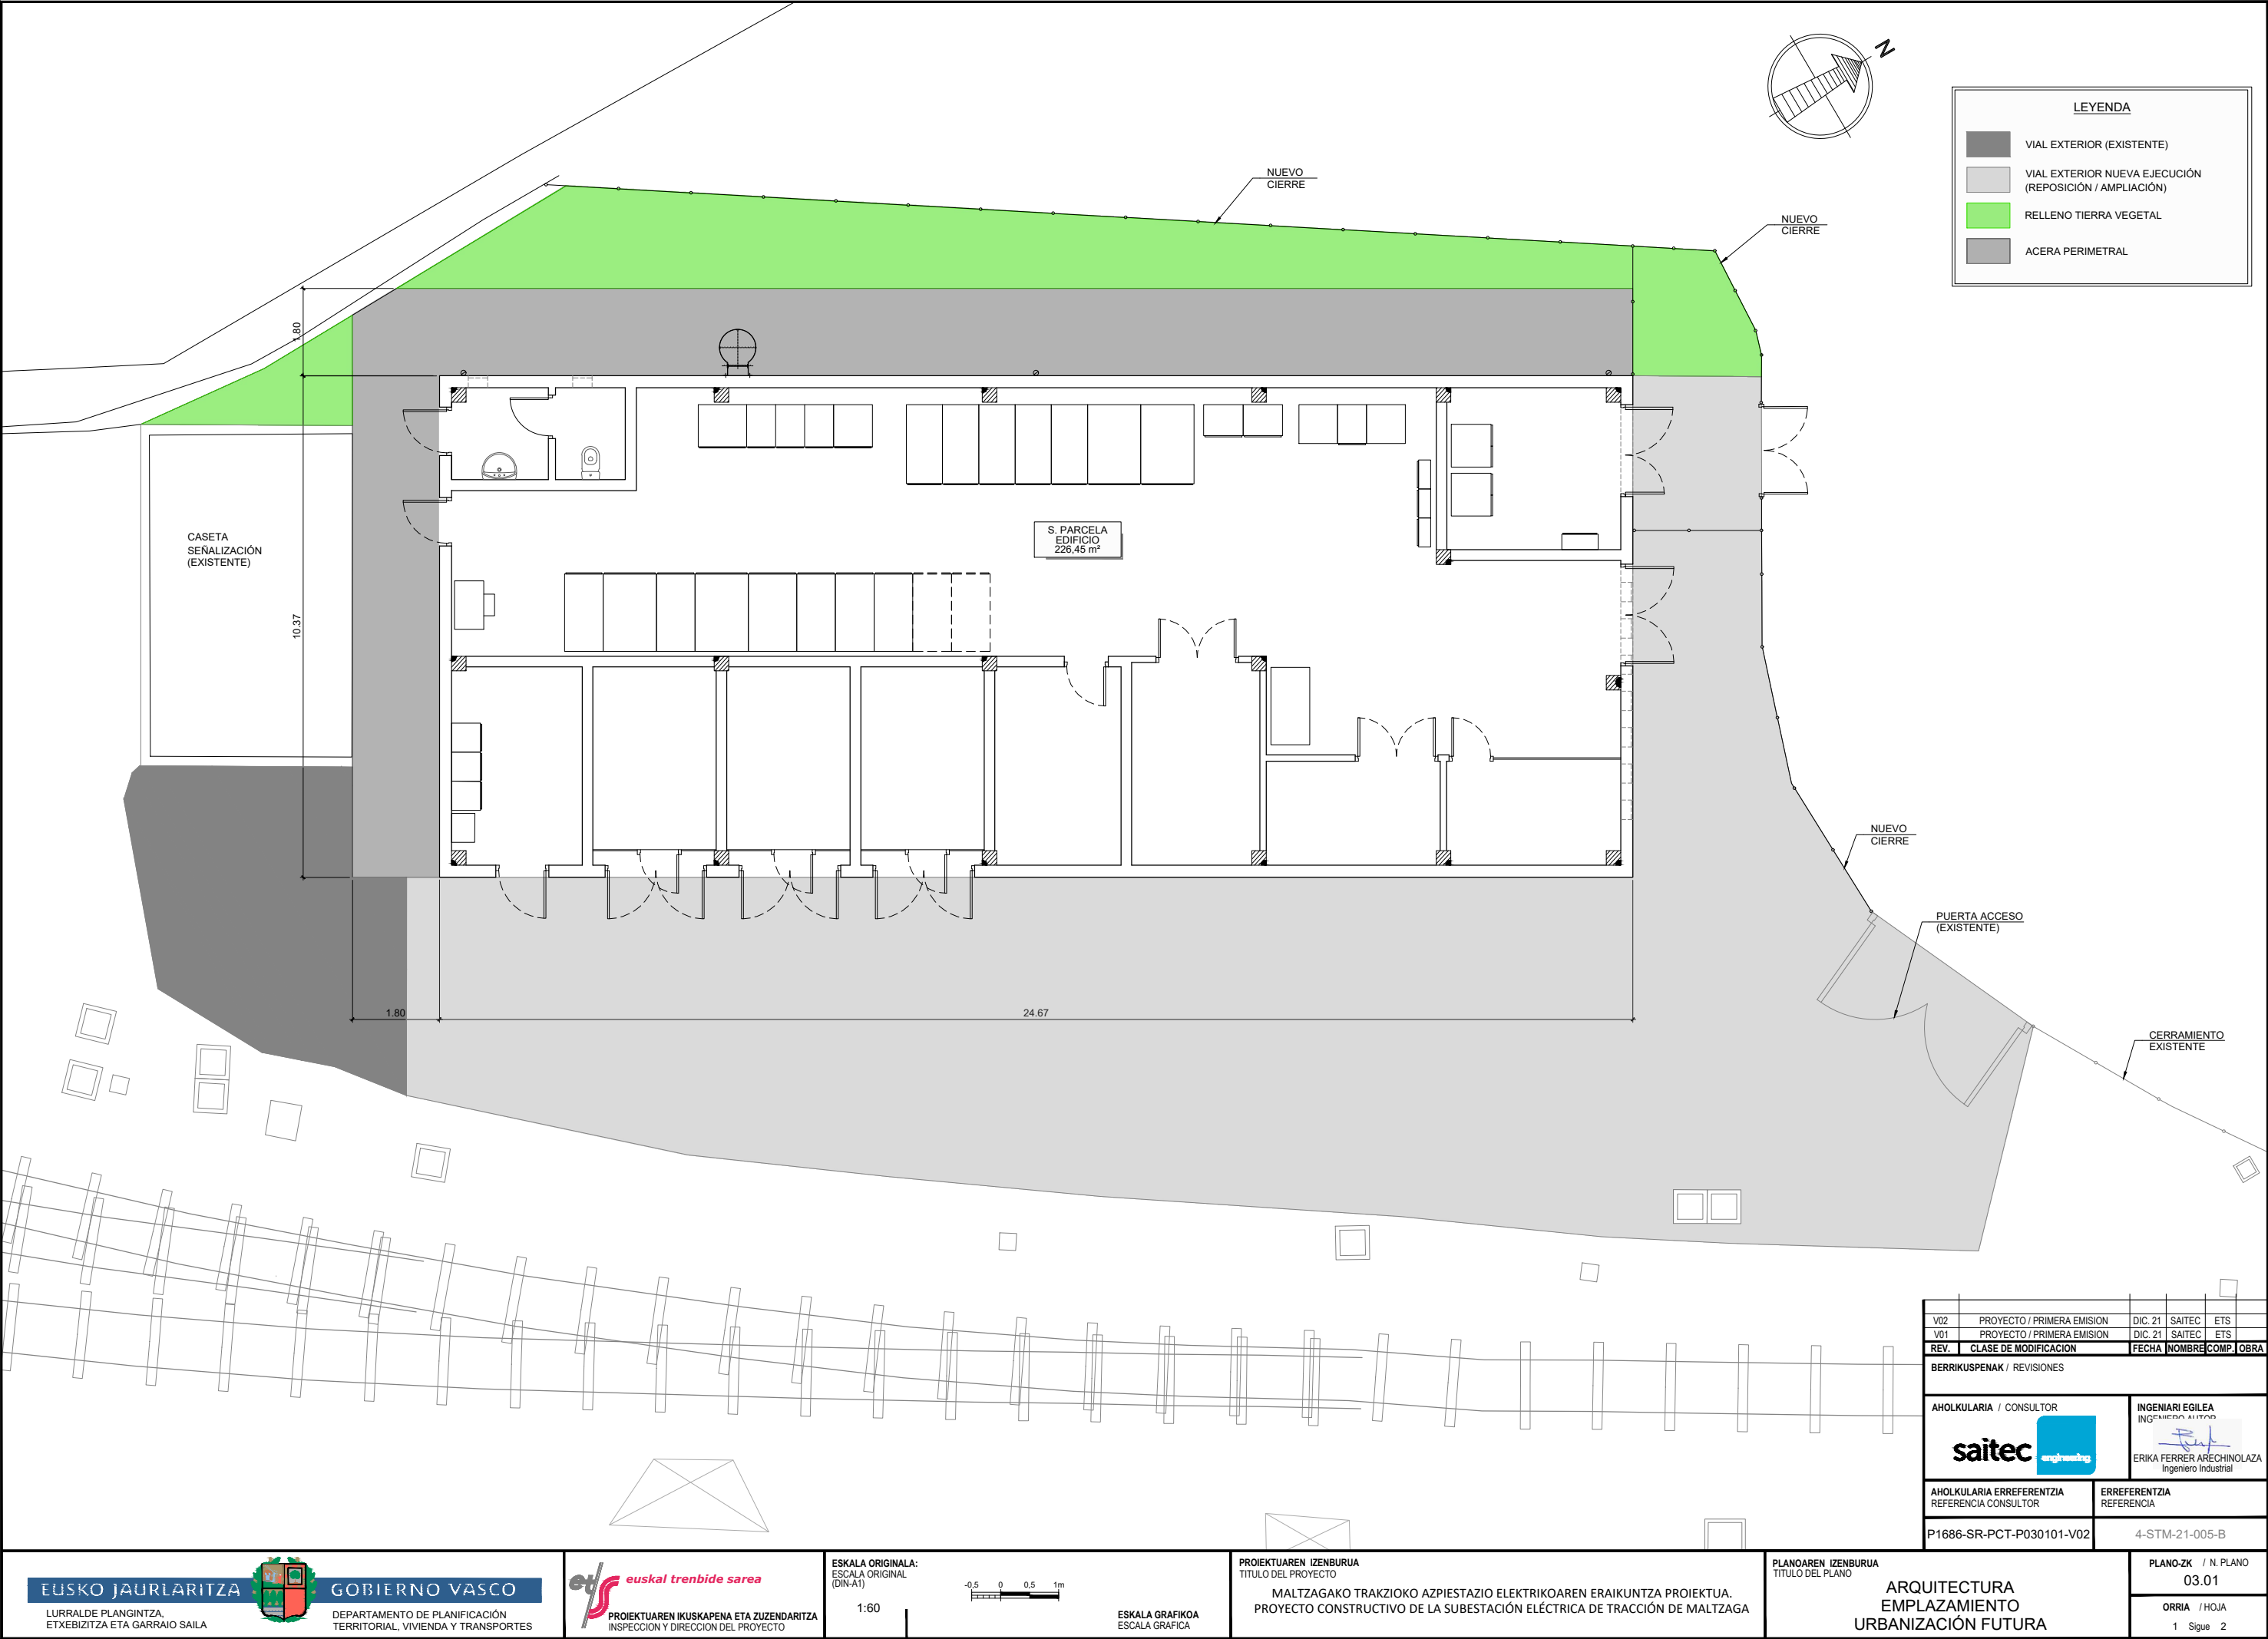 N
LEYENDA
VIAL EXTERIOR (EXISTENTE)
VIAL EXTERIOR NUEVA EJECUCIÓN
(REPOSICIÓN / AMPLIACIÓN)
RELLENO TIERRA VEGETAL
ACERA PERIMETRAL
NUEVO
CIERRE
NUEVO
CIERRE
1.80
10.37
CASETA
SEÑALIZACIÓN
(EXISTENTE)
S. PARCELA
EDIFICIO
226,45 m²
NUEVO
CIERRE
PUERTA ACCESO
(EXISTENTE)
1.80
24.67
CERRAMIENTO
EXISTENTE
V02 PROYECTO / PRIMERA EMISION DIC. 21 SAITEC ETS
V01 PROYECTO / PRIMERA EMISION DIC. 21 SAITEC ETS
REV. CLASE DE MODIFICACION FECHA NOMBRE COMP. OBRA
BERRIKUSPENAK / REVISIONES
AHOLKULARIA / CONSULTOR
saitec engineering
INGENIARI EGILEA
INGENIERO AUTOR
ERIKA FERRER ARECHINOLAZA
Ingeniero Industrial
AHOLKULARIA ERREFERENTZIA
REFERENCIA CONSULTOR
P1686-SR-PCT-P030101-V02
ERREFERENTZIA
REFERENCIA
4-STM-21-005-B
EUSKO JAURLARITZA GOBIERNO VASCO
LURRALDE PLANGINTZA,
ETXEBIZITZA ETA GARRAIO SAILA
DEPARTAMENTO DE PLANIFICACIÓN
TERRITORIAL, VIVIENDA Y TRANSPORTES
ets euskal trenbide sarea
PROIEKTUAREN IKUSKAPENA ETA ZUZENDARITZA
INSPECCION Y DIRECCION DEL PROYECTO
ESKALA ORIGINALA:
ESCALA ORIGINAL
(DIN-A1)
1:60
-0,5 0 0,5 1m
ESKALA GRAFIKOA
ESCALA GRAFICA
PROIEKTUAREN IZENBURUA
TITULO DEL PROYECTO
MALTZAGAKO TRAKZIOKO AZPIESTAZIO ELEKTRIKOAREN ERAIKUNTZA PROIEKTUA.
PROYECTO CONSTRUCTIVO DE LA SUBESTACIÓN ELÉCTRICA DE TRACCIÓN DE MALTZAGA
PLANOAREN IZENBURUA
TITULO DEL PLANO
ARQUITECTURA
EMPLAZAMIENTO
URBANIZACIÓN FUTURA
PLANO-ZK / N. PLANO
03.01
ORRIA / HOJA
1 Sigue 2